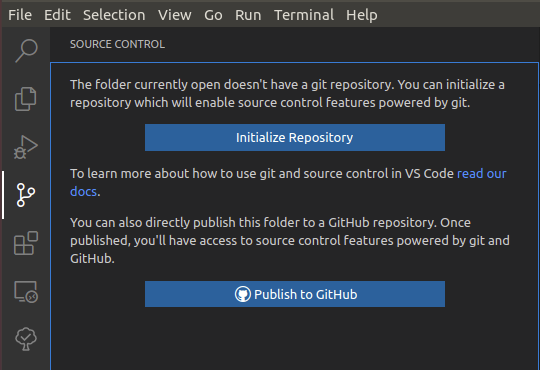 File Edit Selection View Go Run Terminal Help
SOURCE CONTROL
The folder currently open doesn't have a git repository. You can initialize a
repository which will enable source control features powered by git.
Initialize Repository
To learn more about how to use git and source control in VS Code read our
docs.
You can also directly publish this folder to a GitHub repository. Once
published, you'll have access to source control features powered by git and
GitHub.
Publish to GitHub